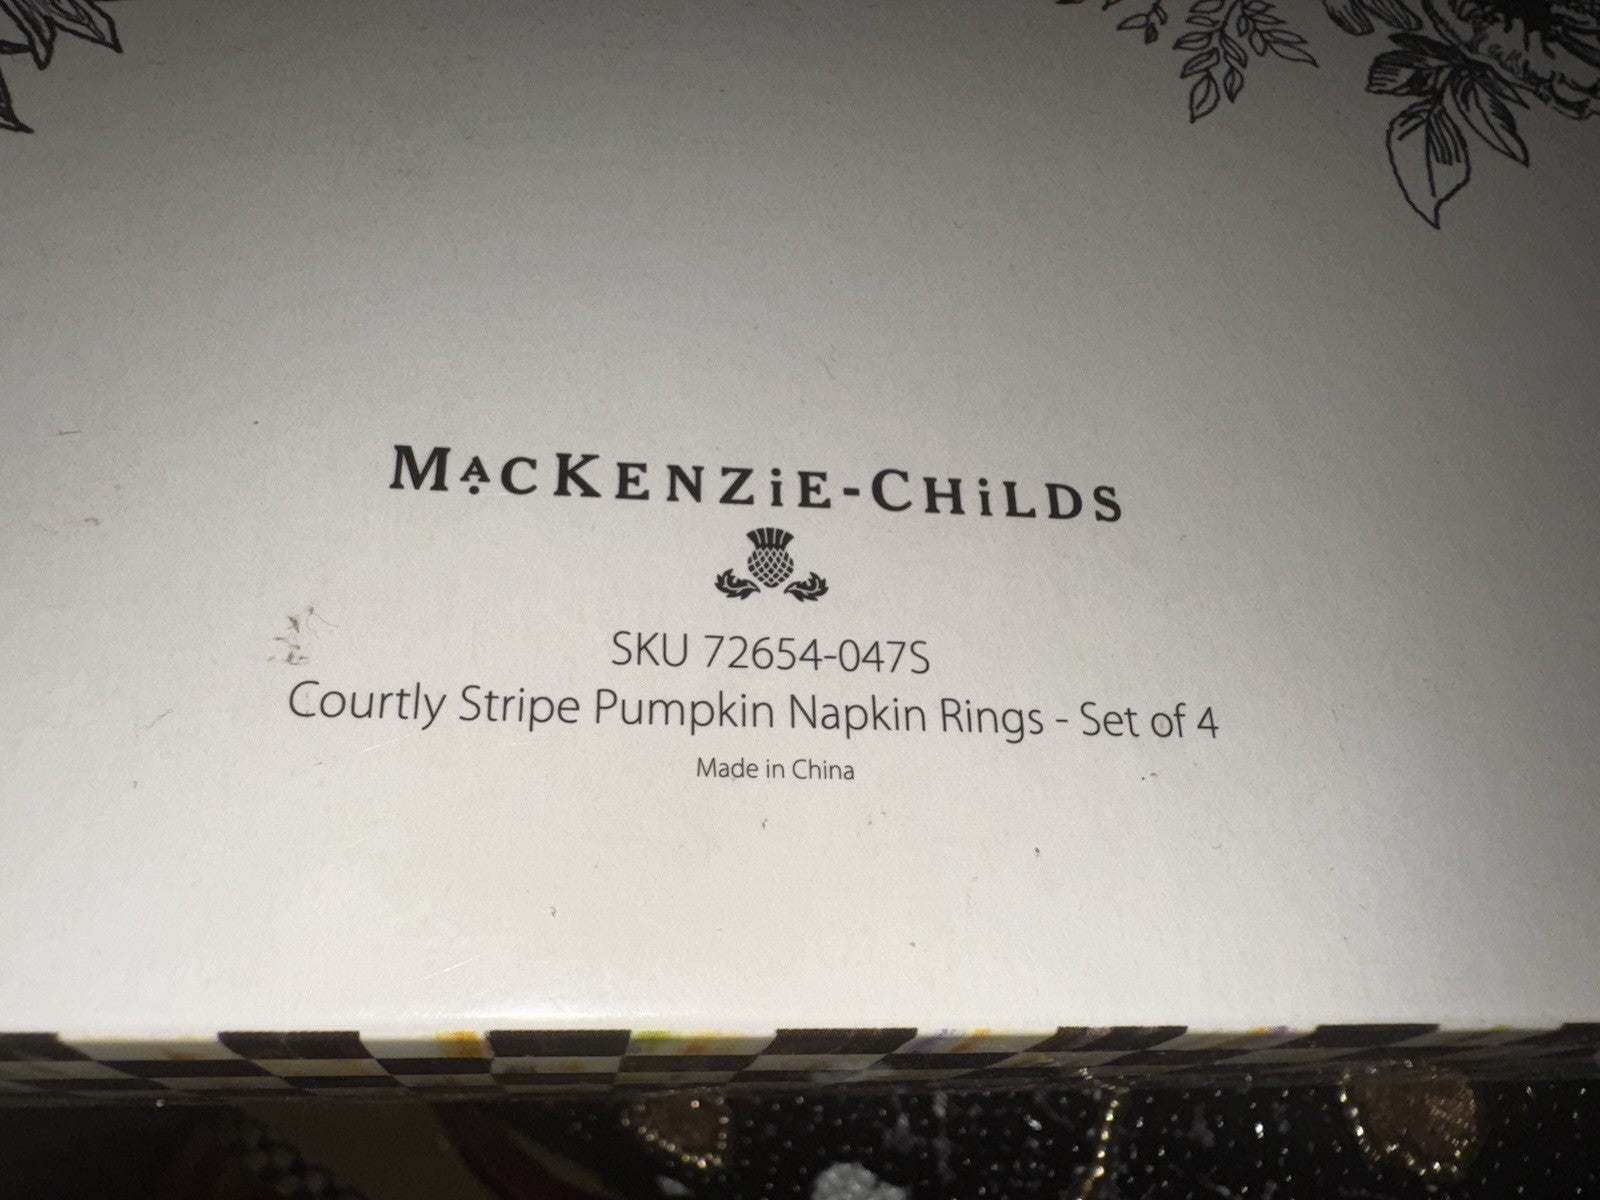 MACKENZiE-CHiLDS
SKU 72654-047S
Courtly Stripe Pumpkin Napkin Rings - Set of 4
Made in China